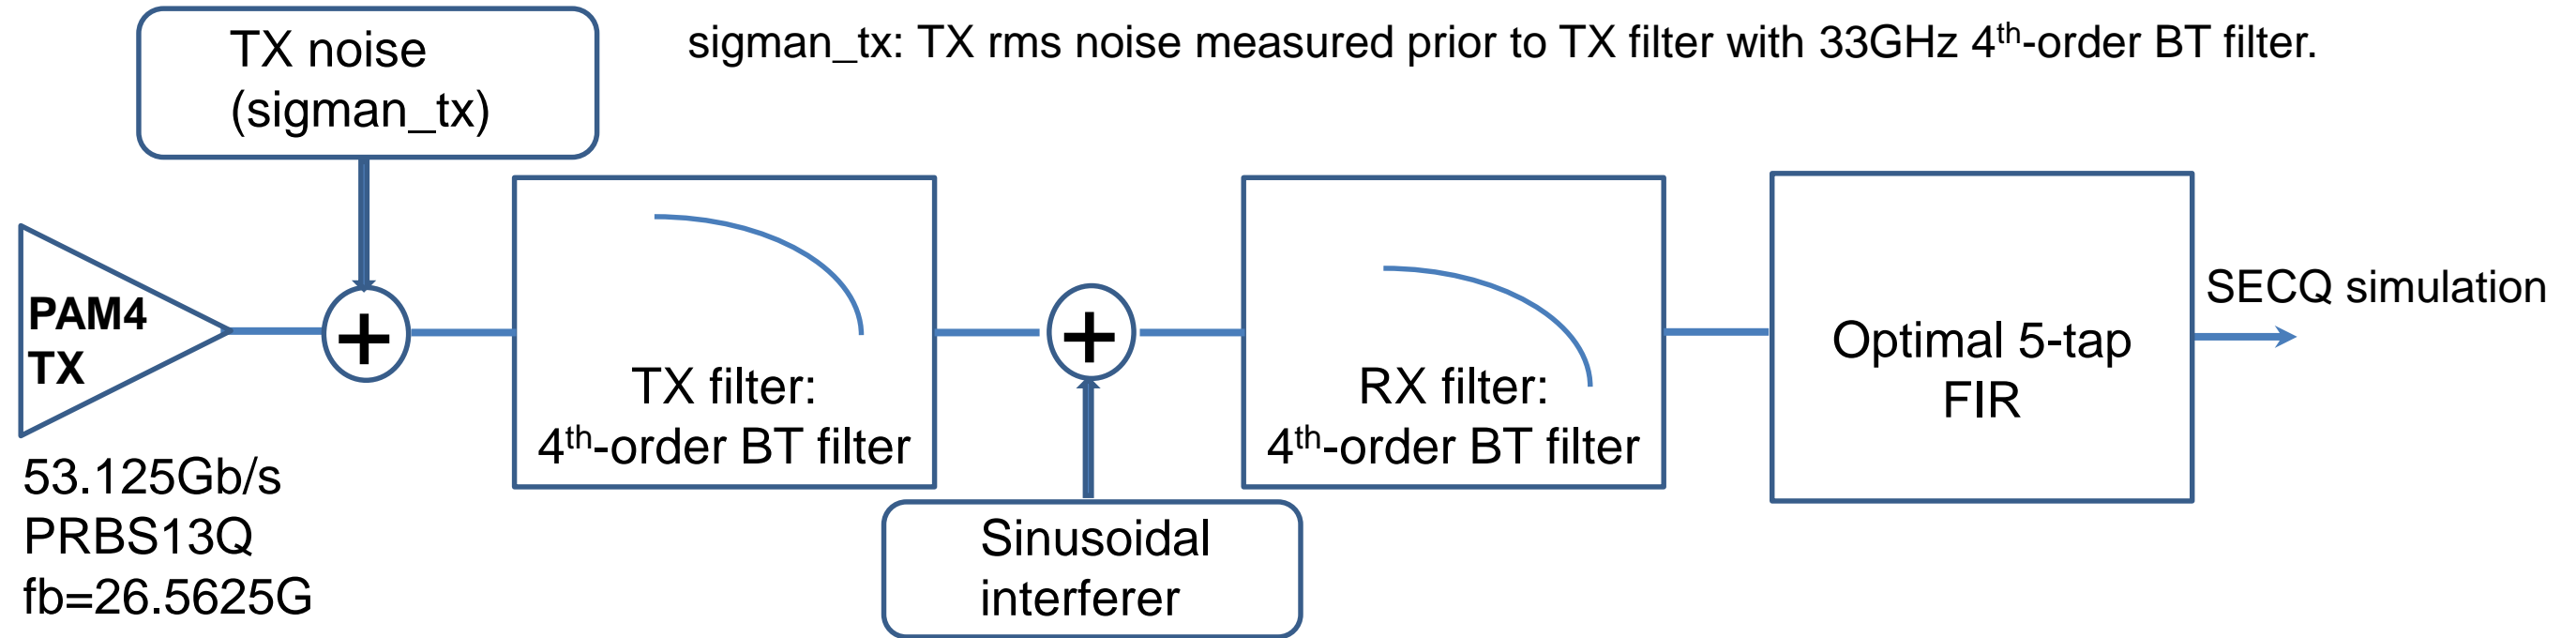 TX noise
(sigman_tx)
sigman_tx: TX rms noise measured prior to TX filter with 33GHz 4th-order BT filter.
PAM4
TX
+
TX filter:
4th-order BT filter
+
RX filter:
4th-order BT filter
Optimal 5-tap
FIR
SECQ simulation
53.125Gb/s
PRBS13Q
fb=26.5625G
Sinusoidal
interferer